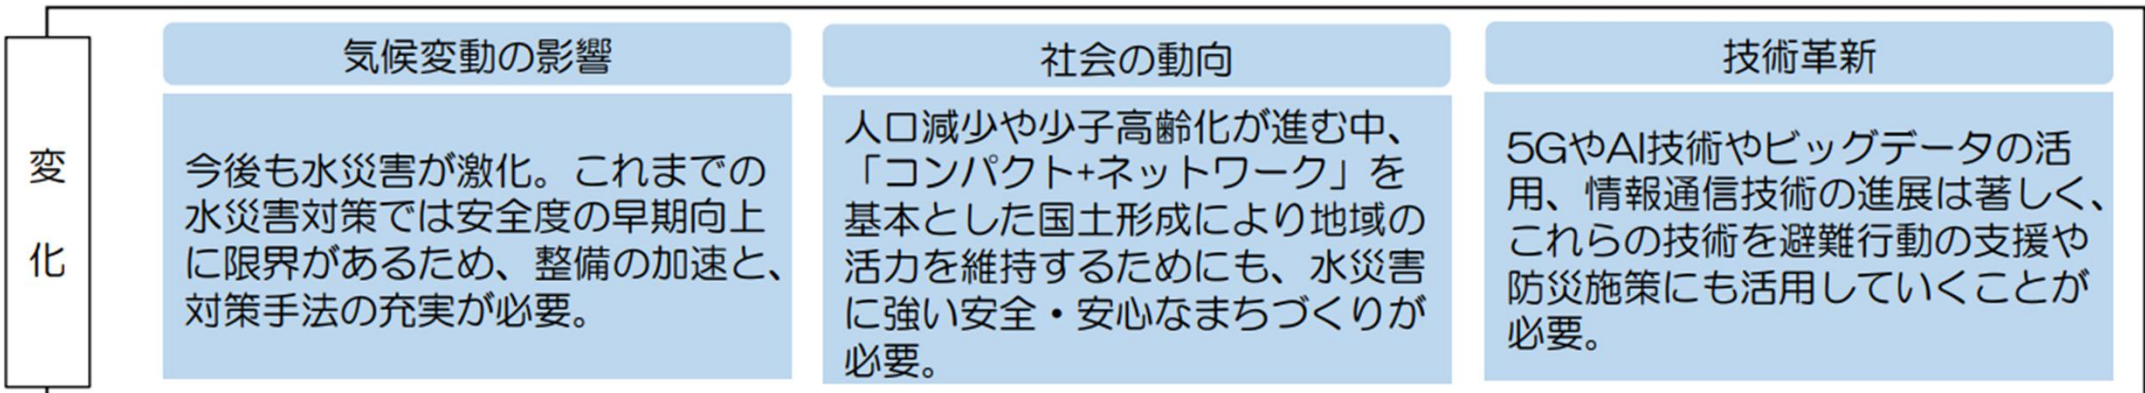 変
化
気候変動の影響
今後も水災害が激化。これまでの
水災害対策では安全度の早期向上
に限界があるため、整備の加速と、
対策手法の充実が必要。
社会の動向
人口減少や少子高齢化が進む中、
「コンパクト+ネットワーク」を
基本とした国土形成により地域の
活力を維持するためにも、水災害
に強い安全・安心なまちづくりが
必要。
技術革新
5GやAI技術やビッグデータの活
用、情報通信技術の進展は著しく、
これらの技術を避難行動の支援や
防災施策にも活用していくことが
必要。